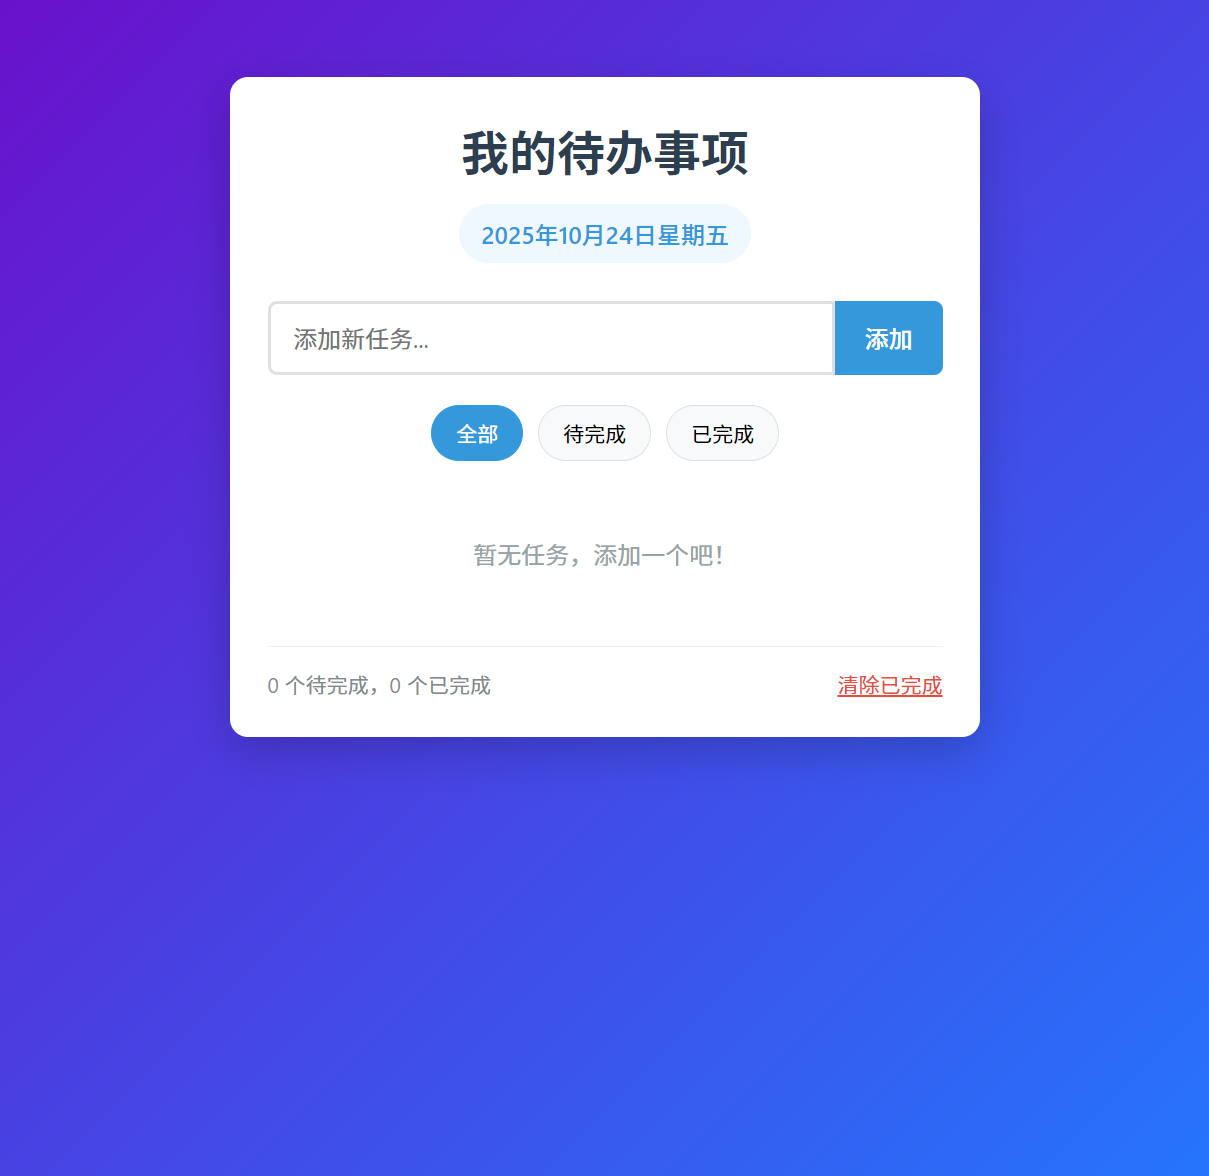 我的待办事项
2025年10月24日星期五
添加新任务...
添加
全部
待完成
已完成
暂无任务，添加一个吧！
0 个待完成，0 个已完成
清除已完成